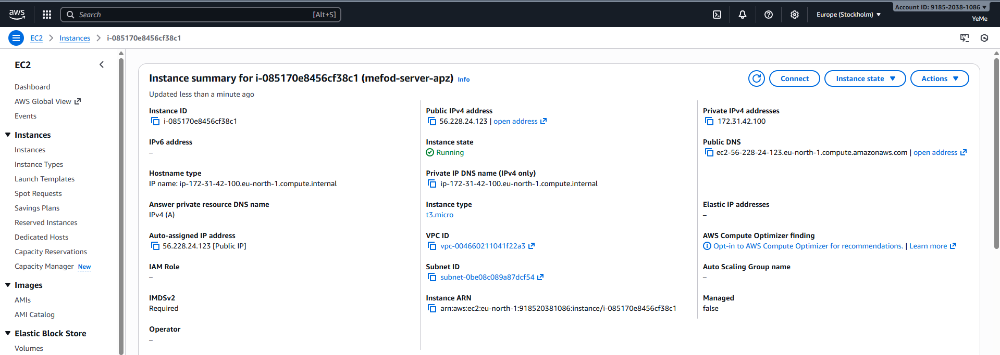 aws
Search [Alt+S]
Europe (Stockholm)
Account ID: 9185-2038-1086
YeMe
EC2 Instances i-085170e8456cf38c1
EC2
Dashboard
AWS Global View
Events
Instances
Instances
Instance Types
Launch Templates
Spot Requests
Savings Plans
Reserved Instances
Dedicated Hosts
Capacity Reservations
Capacity Manager New
Images
AMIs
AMI Catalog
Elastic Block Store
Volumes
Instance summary for i-085170e8456cf38c1 (mefod-server-apz) Info
Updated less than a minute ago
Connect
Instance state
Actions
Instance ID
i-085170e8456cf38c1
IPv6 address
–
Hostname type
IP name: ip-172-31-42-100.eu-north-1.compute.internal
Answer private resource DNS name
IPv4 (A)
Auto-assigned IP address
56.228.24.123 [Public IP]
IAM Role
–
IMDSv2
Required
Operator
–
Public IPv4 address
56.228.24.123 | open address
Instance state
Running
Private IP DNS name (IPv4 only)
ip-172-31-42-100.eu-north-1.compute.internal
Instance type
t3.micro
VPC ID
vpc-004660211041f22a3
Subnet ID
subnet-0be08c089a87dcf54
Instance ARN
arn:aws:ec2:eu-north-1:918520381086:instance/i-085170e8456cf38c1
Private IPv4 addresses
172.31.42.100
Public DNS
ec2-56-228-24-123.eu-north-1.compute.amazonaws.com | open address
Elastic IP addresses
–
AWS Compute Optimizer finding
Opt-in to AWS Compute Optimizer for recommendations. | Learn more
Auto Scaling Group name
–
Managed
false